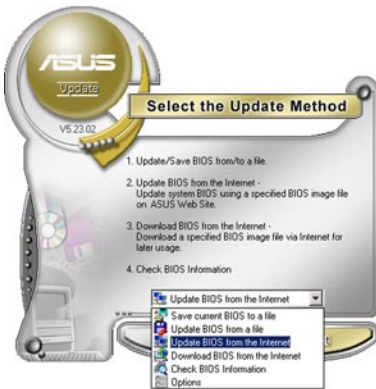 ASUS
Update
V5.23.02
Select the Update Method
1. Update/Save BIOS from/to a file.
2. Update BIOS from the Internet -
Update system BIOS using a specified BIOS image file
on ASUS Web Site.
3. Download BIOS from the Internet -
Download a specified BIOS image file via Internet for
later usage.
4. Check BIOS Information
Update BIOS from the Internet
Save current BIOS to a file
Update BIOS from a file
Update BIOS from the Internet
Download BIOS from the Internet
Check BIOS Information
Options